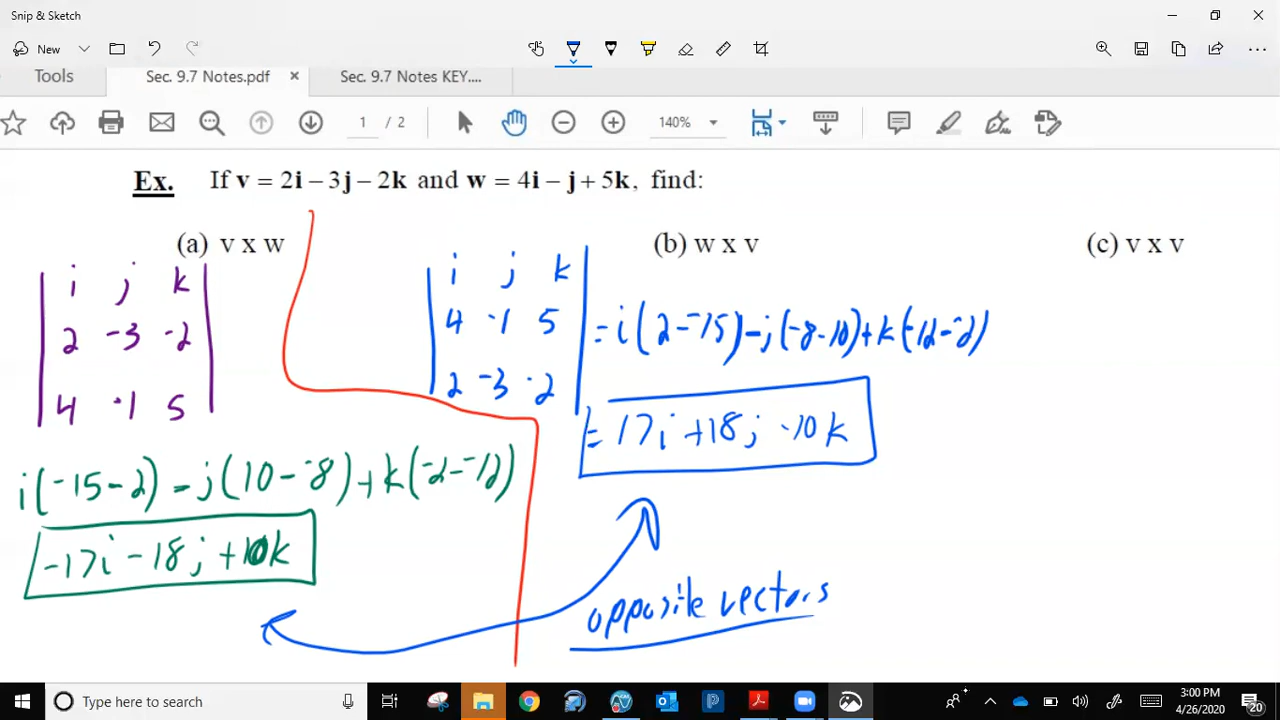 Snip & Sketch
New
Tools
Sec. 9.7 Notes.pdf
Sec. 9.7 Notes KEY....
1 / 2
140%
Ex. If v = 2i − 3j − 2k and w = 4i − j + 5k, find:
(a) v x w
(b) w x v
(c) v x v
i j k
2 -3 -2
4 -1 5
i(-15-2)-j(10--8)+k(-2--12)
-17i-18j+10k
i j k
4 -1 5
2 -3 -2
=i(2--15)-j(-8-10)+k(-12--2)
=17i+18j-10k
opposite vectors
Type here to search
3:00 PM
4/26/2020
20